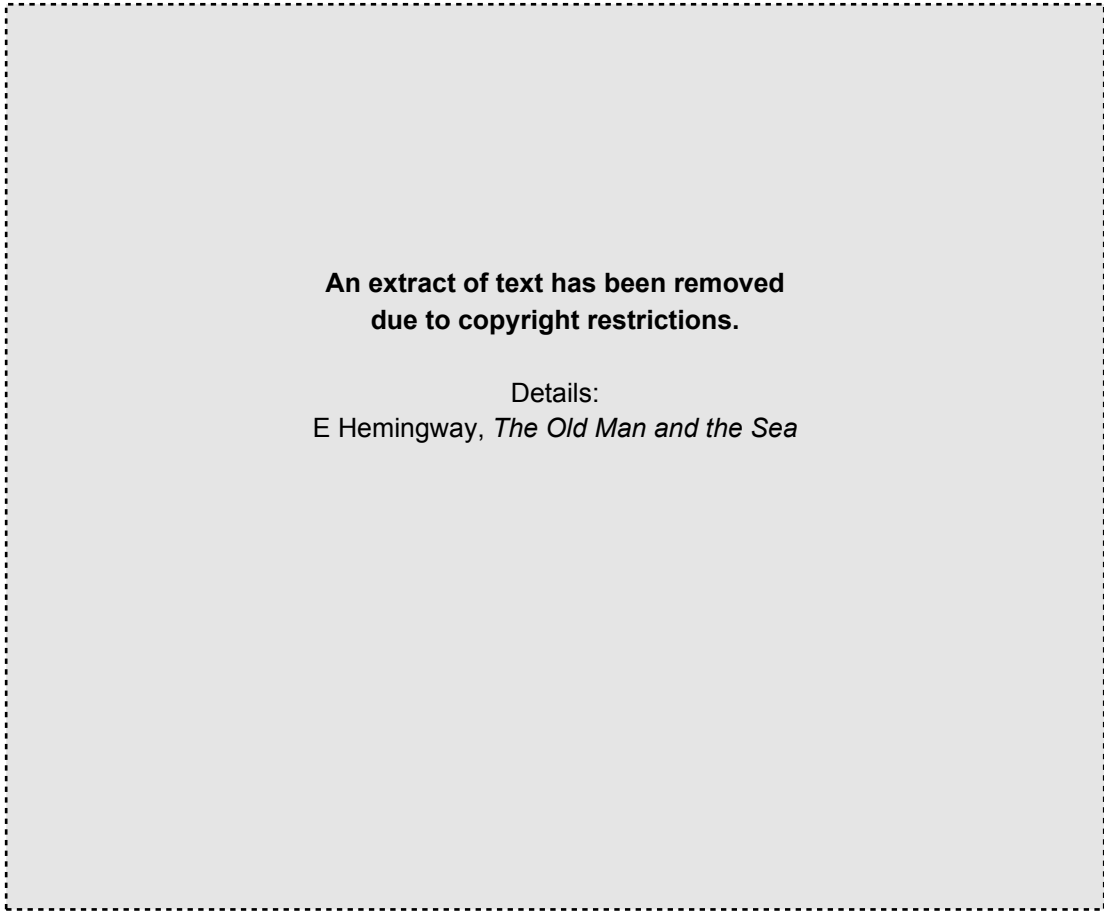 An extract of text has been removed
due to copyright restrictions.
Details:
E Hemingway, The Old Man and the Sea